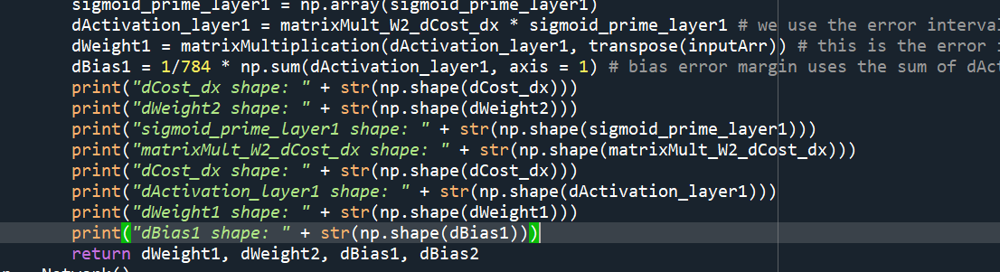 sigmoid_prime_layer1 = np.array(sigmoid_prime_layer1)
dActivation_layer1 = matrixMult_W2_dCost_dx * sigmoid_prime_layer1 # we use the error interval
dWeight1 = matrixMultiplication(dActivation_layer1, transpose(inputArr)) # this is the error
dBias1 = 1/784 * np.sum(dActivation_layer1, axis = 1) # bias error margin uses the sum of dAct
print("dCost_dx shape: " + str(np.shape(dCost_dx)))
print("dWeight2 shape: " + str(np.shape(dWeight2)))
print("sigmoid_prime_layer1 shape: " + str(np.shape(sigmoid_prime_layer1)))
print("matrixMult_W2_dCost_dx shape: " + str(np.shape(matrixMult_W2_dCost_dx)))
print("dCost_dx shape: " + str(np.shape(dCost_dx)))
print("dActivation_layer1 shape: " + str(np.shape(dActivation_layer1)))
print("dWeight1 shape: " + str(np.shape(dWeight1)))
print("dBias1 shape: " + str(np.shape(dBias1)))
return dWeight1, dWeight2, dBias1, dBias2
Network()